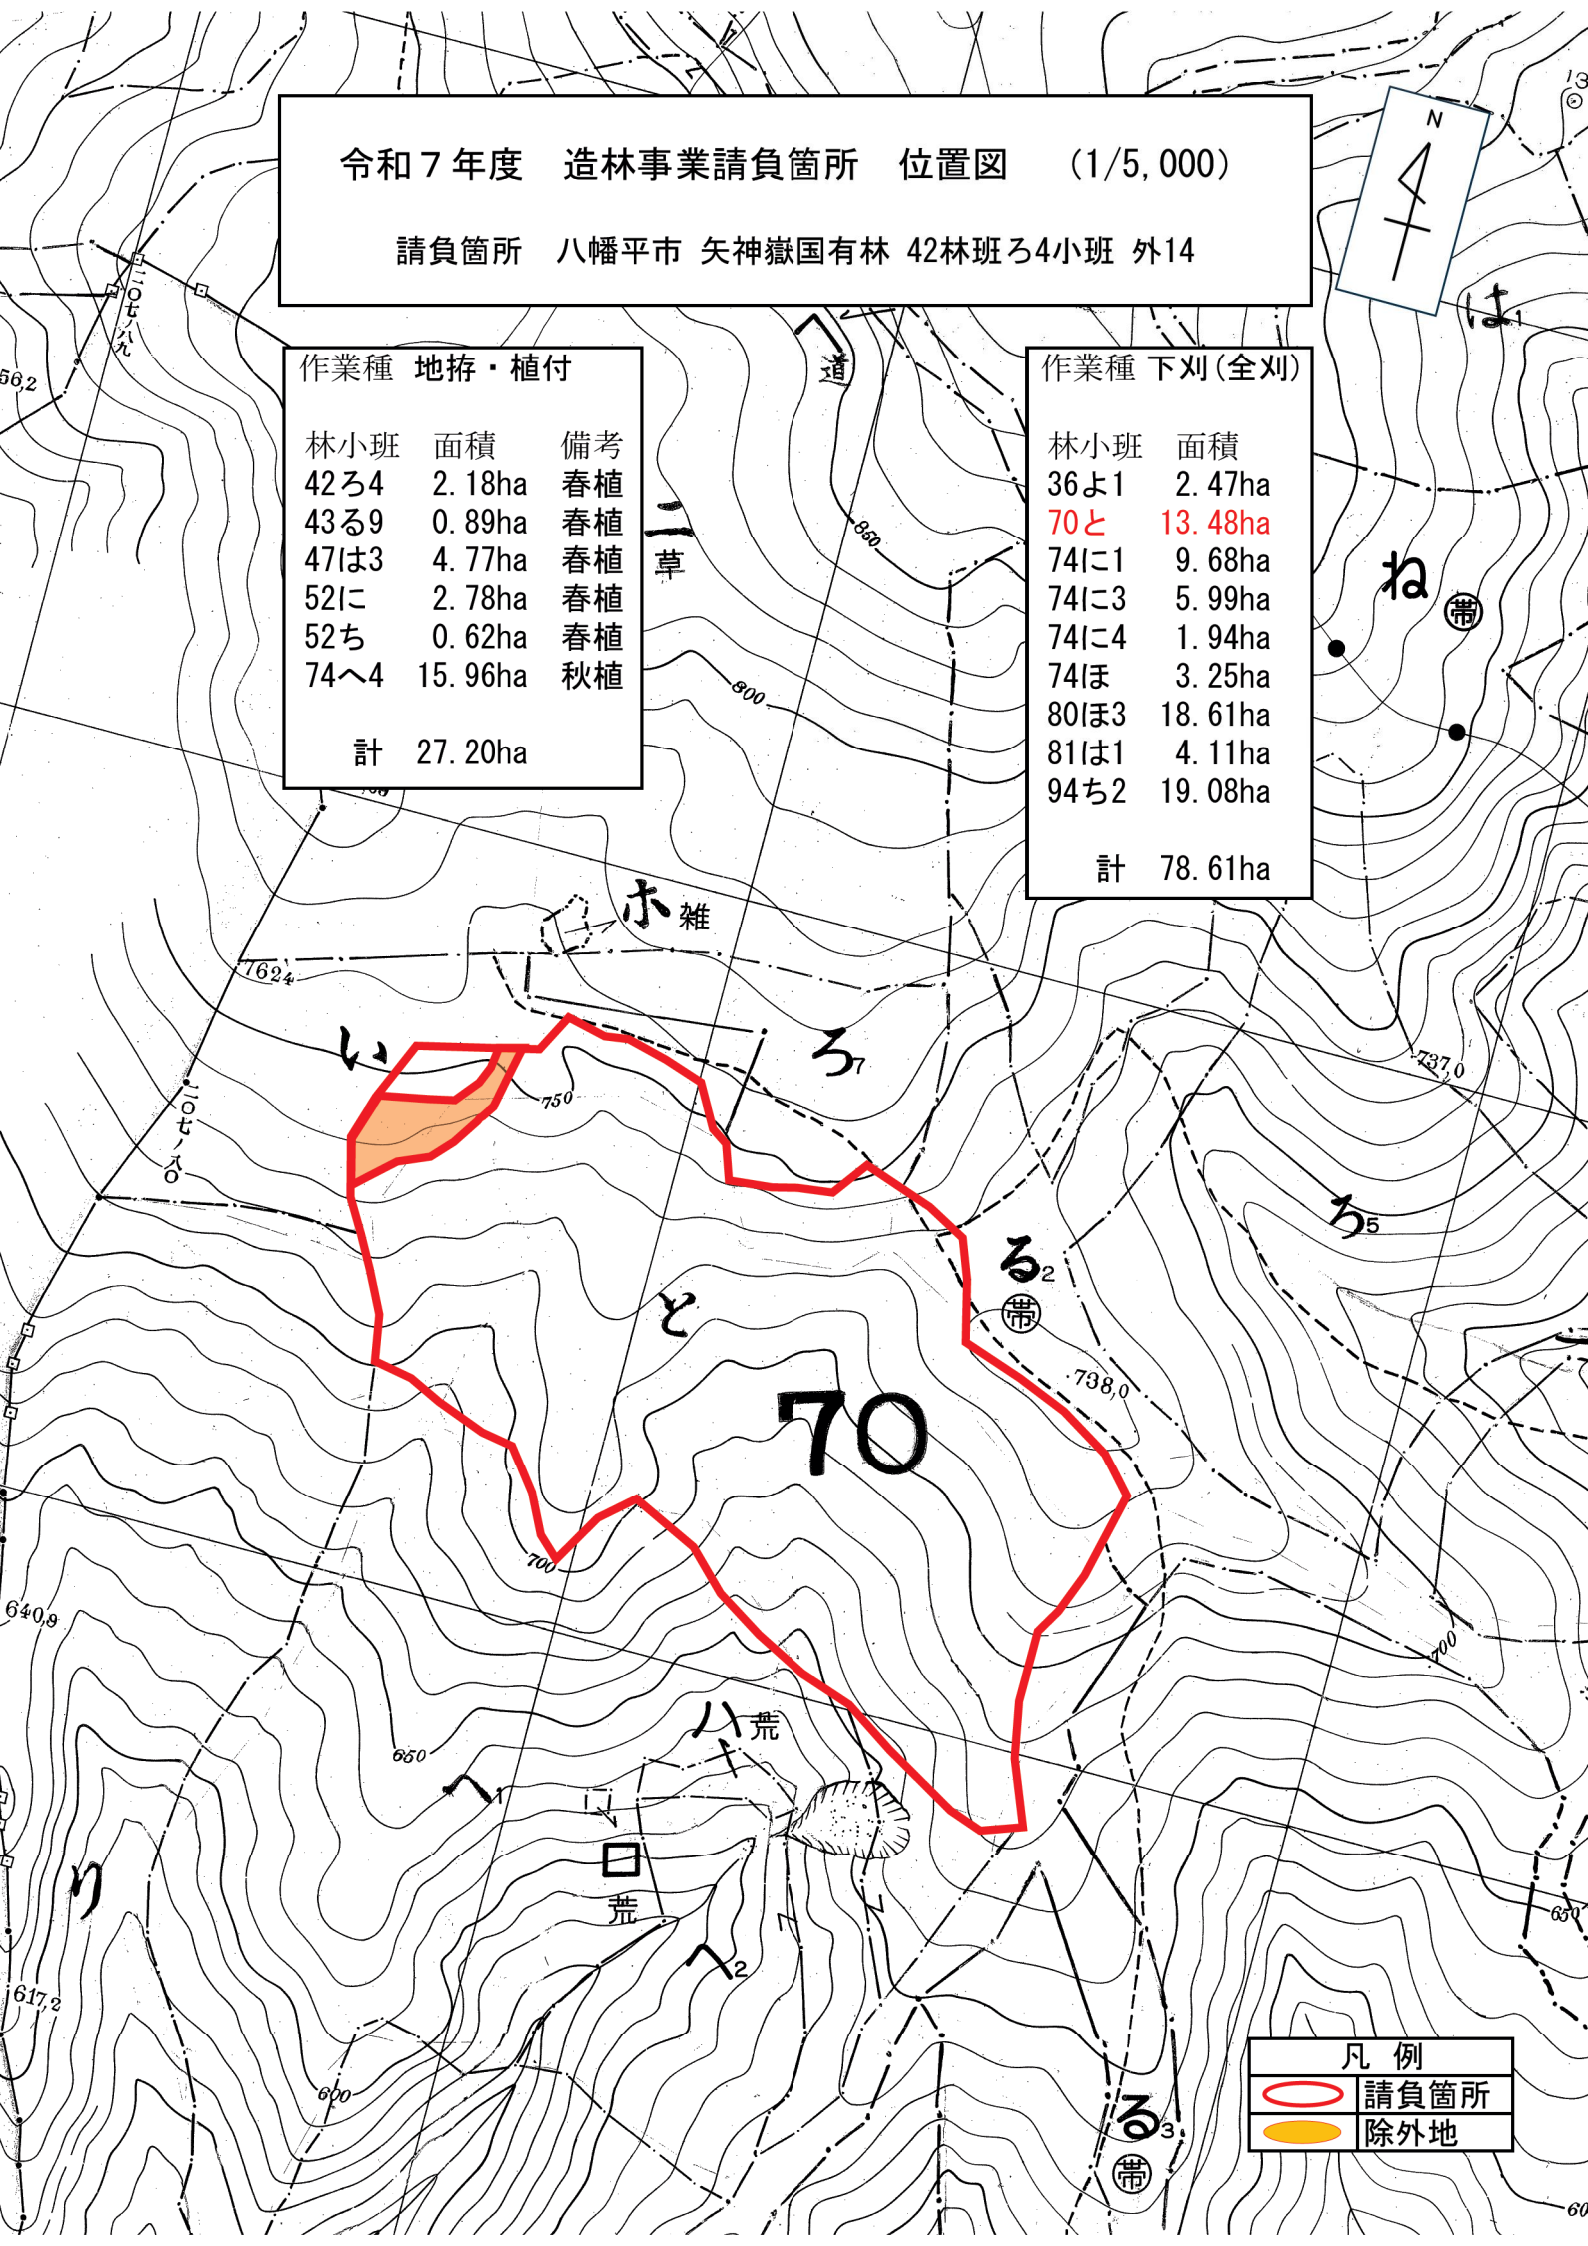 令和７年度　造林事業請負箇所　位置図　（1/5,000）
請負箇所　八幡平市 矢神嶽国有林 42林班ろ4小班 外14
N
作業種 地拵・植付
林小班 面積 備考
42ろ4 2.18ha 春植
43る9 0.89ha 春植
47は3 4.77ha 春植
52に 2.78ha 春植
52ち 0.62ha 春植
74へ4 15.96ha 秋植
計 27.20ha
作業種 下刈(全刈)
林小班 面積
36よ1 2.47ha
70と 13.48ha
74に1 9.68ha
74に3 5.99ha
74に4 1.94ha
74ほ 3.25ha
80ほ3 18.61ha
81は1 4.11ha
94ち2 19.08ha
計 78.61ha
は1
へ道
ニ草
850
800
ね
帯
ホ雑
7624
い
ろ7
750
737,0
ろ5
る2
帯
と
738,0
70
700
6409
700
650
ハ荒
へ1
ロ
荒
り
へ2
650
617,2
600
る3
帯
凡 例
請負箇所
除外地